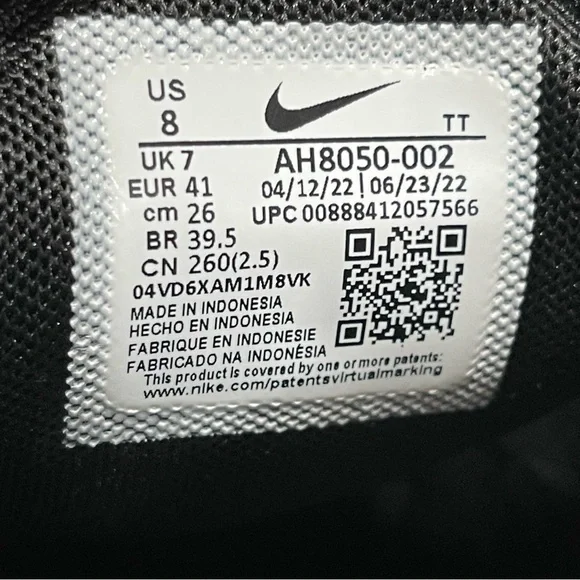 US
8
TT
UK 7
AH8050-002
EUR 41
04/12/22 | 06/23/22
cm 26
UPC 00888412057566
BR 39.5
CN 260(2.5)
04VD6XAM1M8VK
MADE IN INDONESIA
HECHO EN INDONESIA
FABRIQUE EN INDONESIE
FABRICADO NA INDONÉSIA
This product is covered by one or more patents:
www.nike.com/patentsvirtualmarking